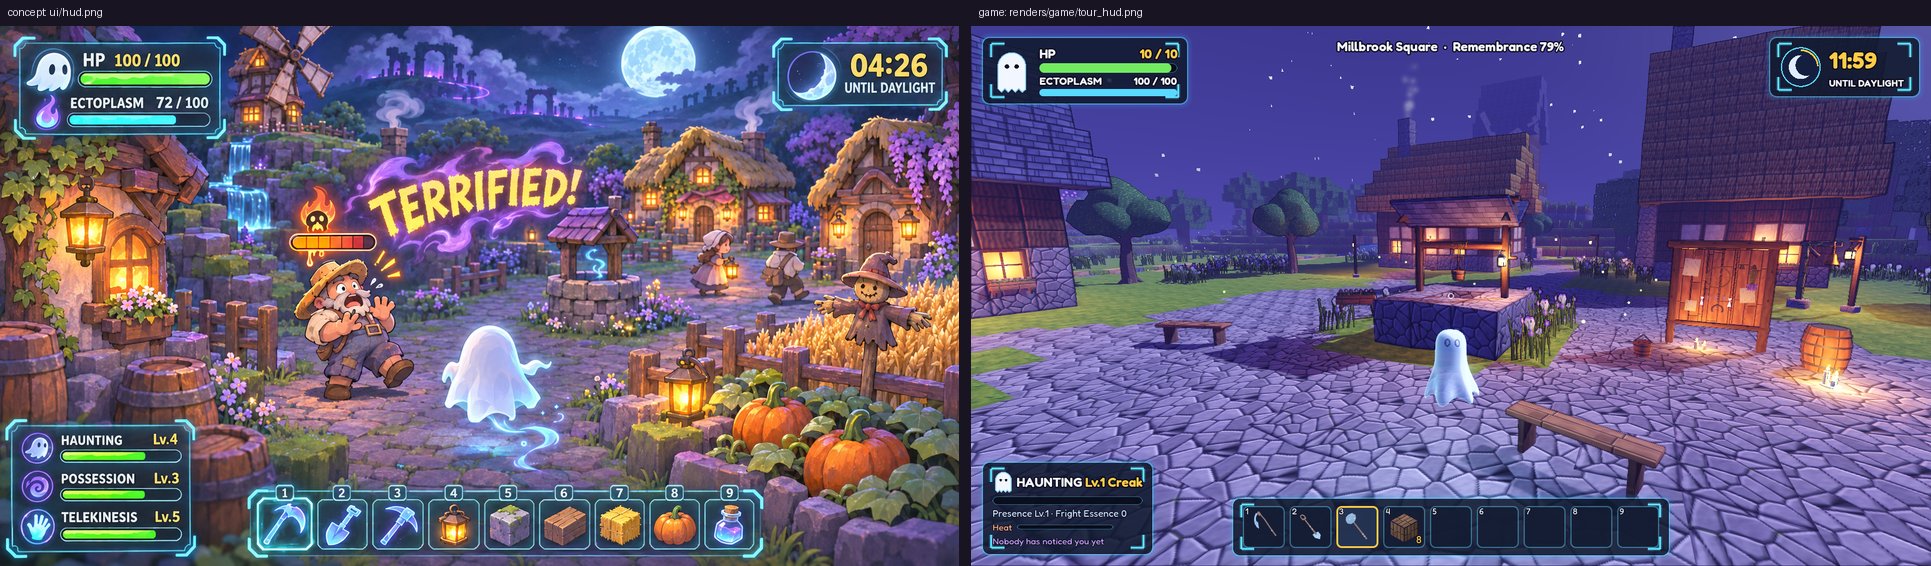 concept: ui/hud.png
HP 100 / 100
ECTOPLASM 72 / 100
04:26
UNTIL DAYLIGHT
TERRIFIED!
HAUNTING Lv.4
POSSESSION Lv.3
TELEKINESIS Lv.5
1 2 3 4 5 6 7 8 9
game: renders/game/tour_hud.png
HP 10 / 10
ECTOPLASM 100 / 100
Millbrook Square · Remembrance 79%
11:59
UNTIL DAYLIGHT
HAUNTING Lv.1 Creak
Presence Lv.1 · Fright Essence 0
Heat
Nobody has noticed you yet
1 2 3 4 5 6 7 8 9
8